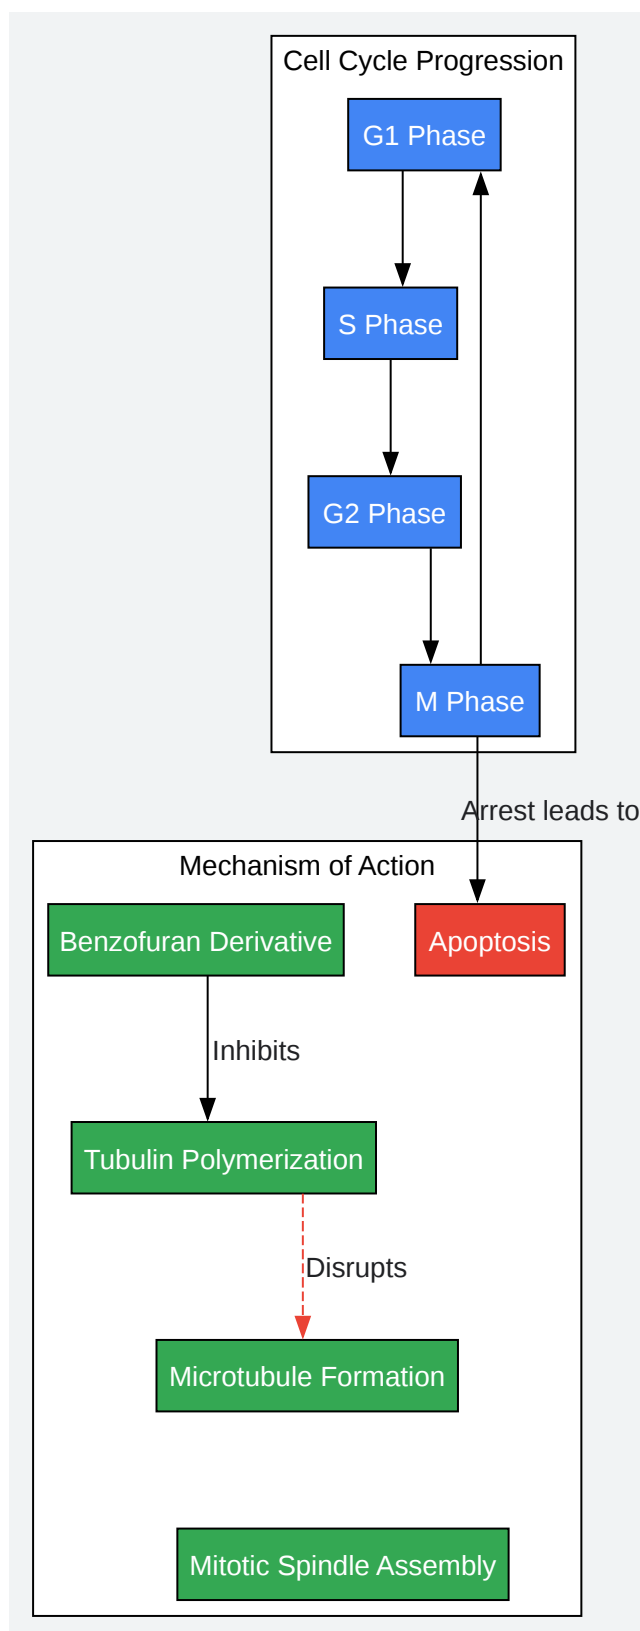 Cell Cycle Progression
G1 Phase
S Phase
G2 Phase
M Phase
Arrest leads to
Mechanism of Action
Benzofuran Derivative
Apoptosis
Inhibits
Tubulin Polymerization
Disrupts
Microtubule Formation
Mitotic Spindle Assembly